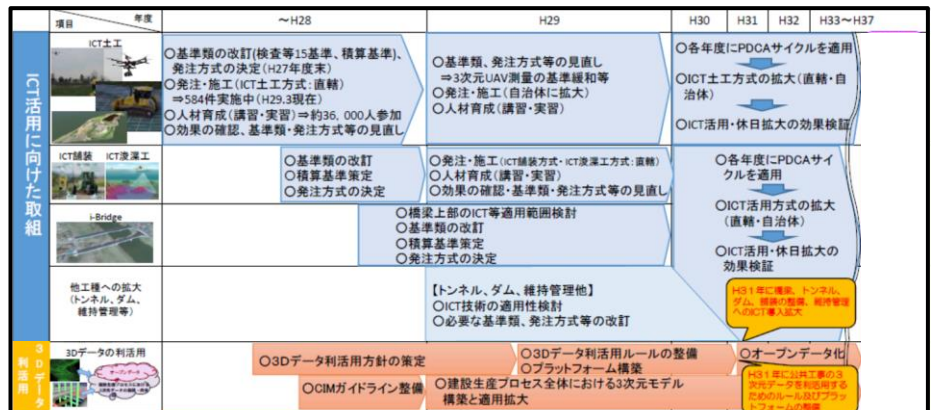 項目
年度
～H28
H29
H30
H31
H32
H33～H37
ICT活用に向けた取組
ICT土工
○基準類の改訂(検査等15基準、積算基準)、
発注方式の決定(H27年度末)
○発注・施工(ICT土工方式:直轄)
⇒584件実施中(H29.3現在)
○人材育成(講習・実習)⇒約36,000人参加
○効果の確認、基準類・発注方式等の見直し
○基準類、発注方式等の見直し
⇒3次元UAV測量の基準緩和等
○発注・施工(自治体に拡大)
○人材育成(講習・実習)
○各年度にPDCAサイクルを適用
○ICT土工方式の拡大(直轄・自
治体)
○ICT活用・休日拡大の効果検証
ICT舗装
ICT浚渫工
○基準類の改訂
○積算基準策定
○発注方式の決定
○発注・施工(ICT舗装方式・ICT浚渫工方式:直轄)
○人材育成(講習・実習)
○効果の確認・基準類・発注方式等の見直し
○各年度にPDCAサイ
クルを適用
○ICT活用方式の拡大
(直轄・自治体)
○ICT活用・休日拡大の
効果検証
i-Bridge
○橋梁上部のICT等適用範囲検討
○基準類の改訂
○積算基準策定
○発注方式の決定
他工種への拡大
(トンネル、ダム、
維持管理等)
【トンネル、ダム、維持管理他】
○ICT技術の適用性検討
○必要な基準類、発注方式等の改訂
H31年に橋梁、トンネル、
ダム、舗装の整備、維持管理
へのICT導入拡大
3Dデータ利活用
3Dデータの利活用
オープンデータ
○3Dデータ利活用方針の策定
○3Dデータ利活用ルールの整備
○プラットフォーム構築
○オープンデータ化
○CIMガイドライン整備
○建設生産プロセス全体における3次元モデル
構築と適用拡大
H31年に公共工事の3
次元データを利活用する
ためのルール及びプラッ
トフォームの整備